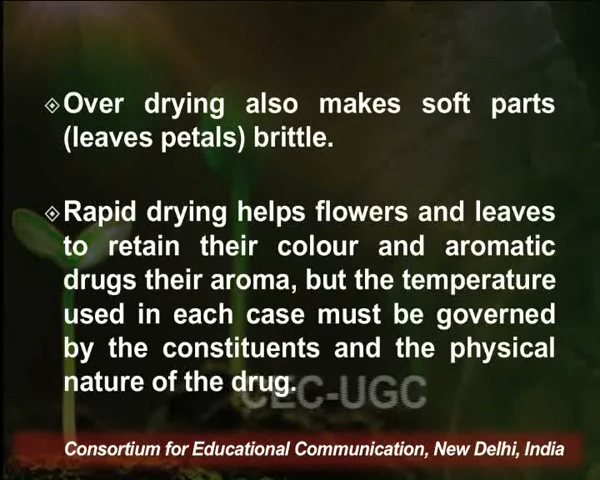 Over drying also makes soft parts
(leaves petals) brittle.
Rapid drying helps flowers and leaves
to retain their colour and aromatic
drugs their aroma, but the temperature
used in each case must be governed
by the constituents and the physical
nature of the drug.
CEC-UGC
Consortium for Educational Communication, New Delhi, India